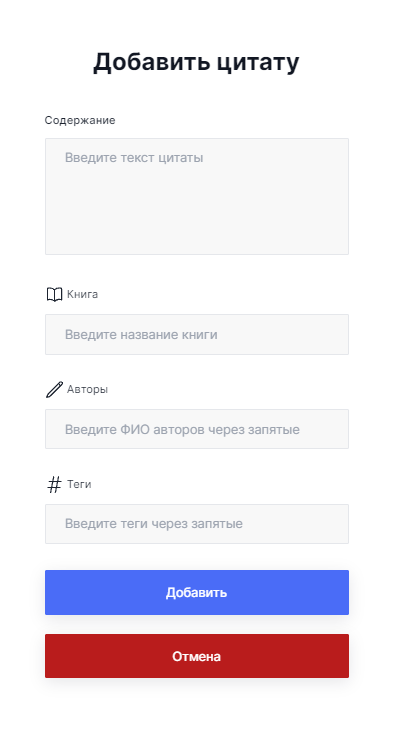 Добавить цитату
Содержание
Введите текст цитаты
Книга
Введите название книги
Авторы
Введите ФИО авторов через запятые
Теги
Введите теги через запятые
Добавить
Отмена